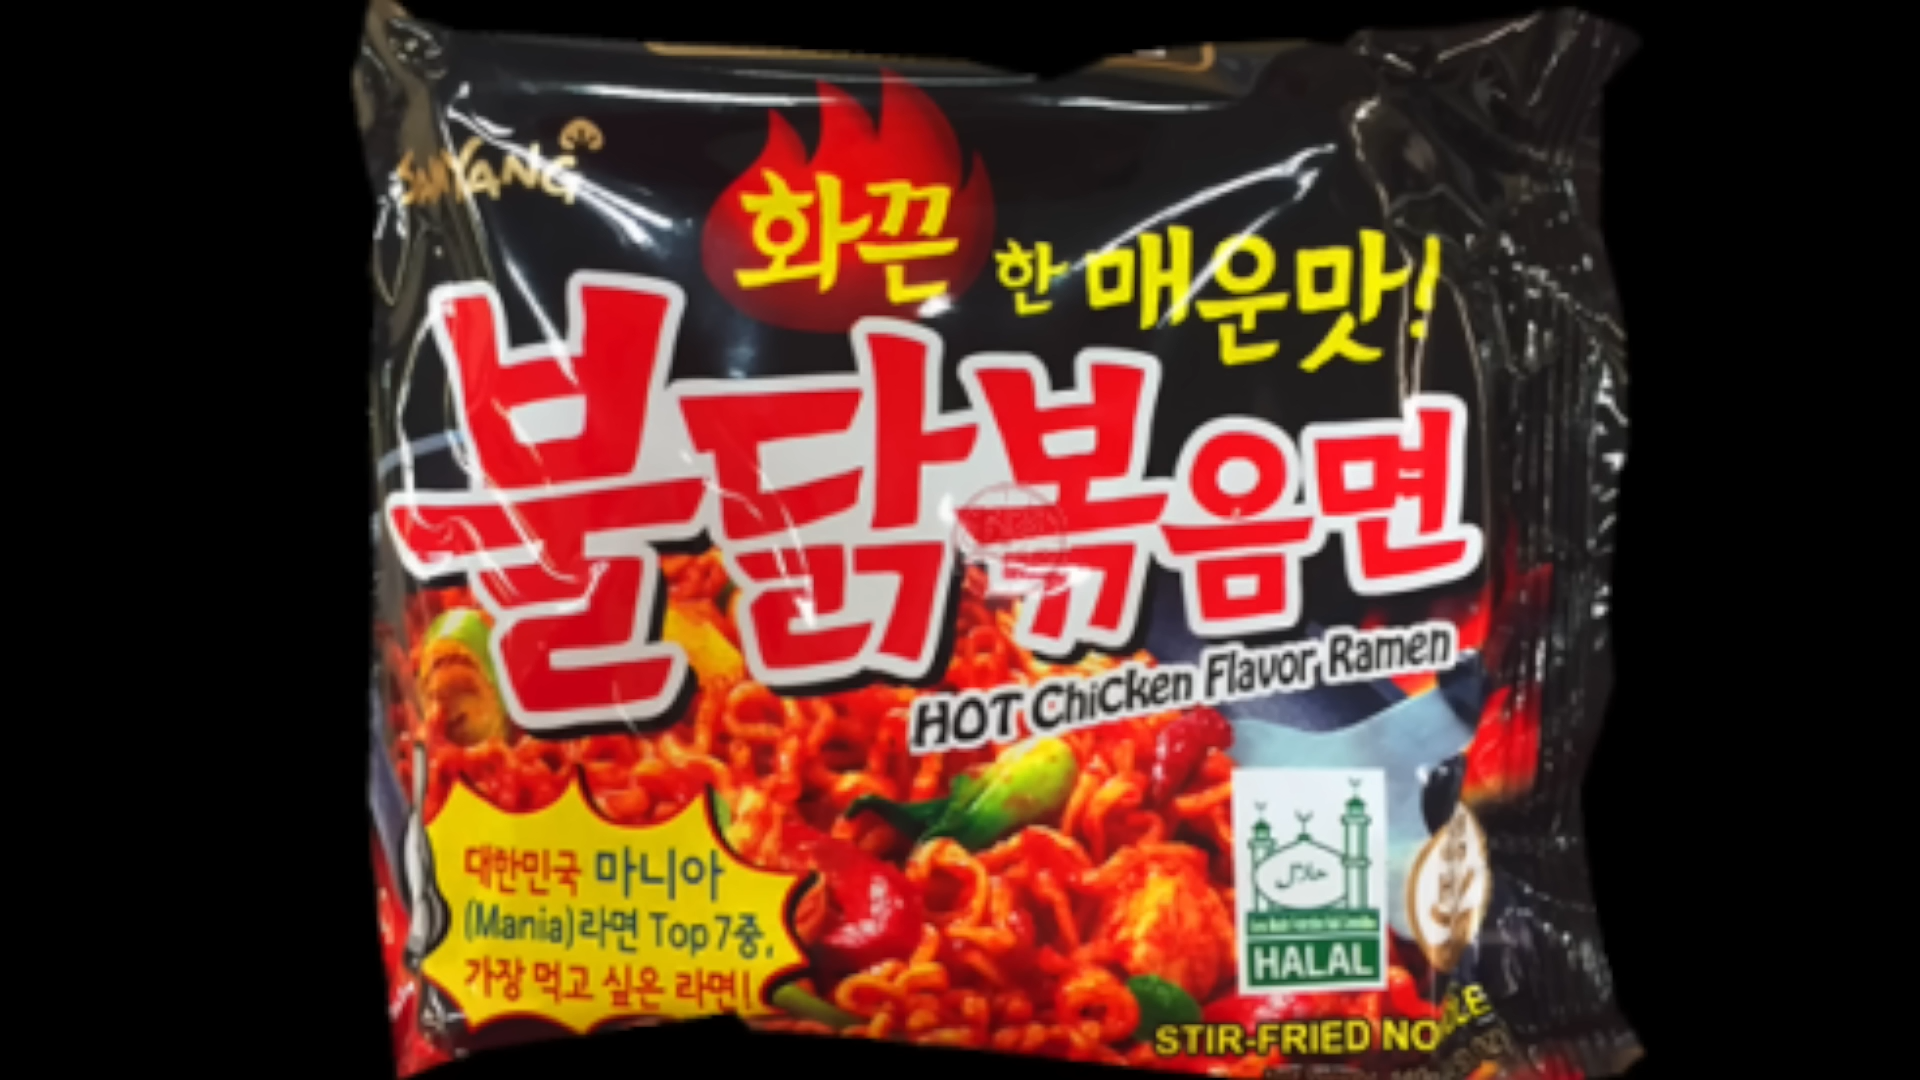 SAMYANG
화끈한 매운맛!
불닭볶음면
HOT Chicken Flavor Ramen
대한민국 마니아
(Mania)라면 Top7중,
가장 먹고 싶은 라면!
حلال
HALAL
STIR-FRIED NOODLE